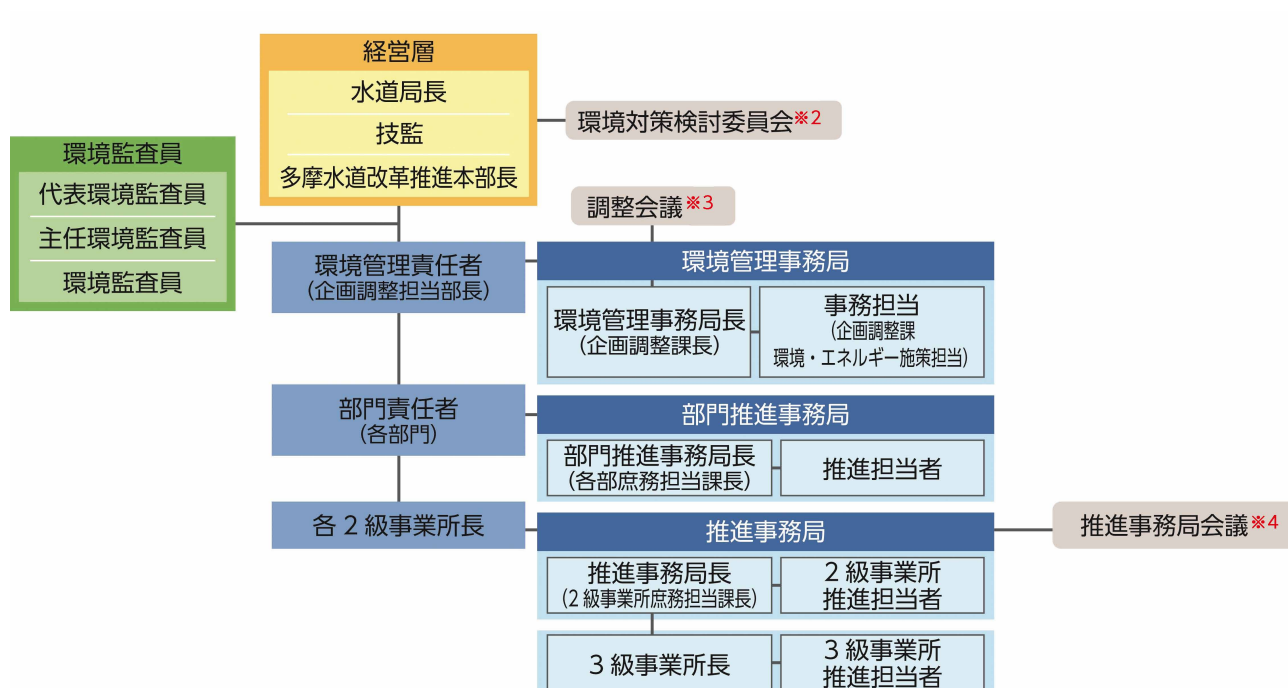 経営層
水道局長
技監
多摩水道改革推進本部長
環境対策検討委員会※2
環境監査員
代表環境監査員
主任環境監査員
環境監査員
調整会議※3
環境管理責任者
(企画調整担当部長)
環境管理事務局
環境管理事務局長
(企画調整課長)
事務担当
(企画調整課
環境・エネルギー施策担当)
部門責任者
(各部門)
部門推進事務局
部門推進事務局長
(各部庶務担当課長)
推進担当者
各2級事業所長
推進事務局
推進事務局会議※4
推進事務局長
(2級事業所庶務担当課長)
2級事業所
推進担当者
3級事業所長
3級事業所
推進担当者